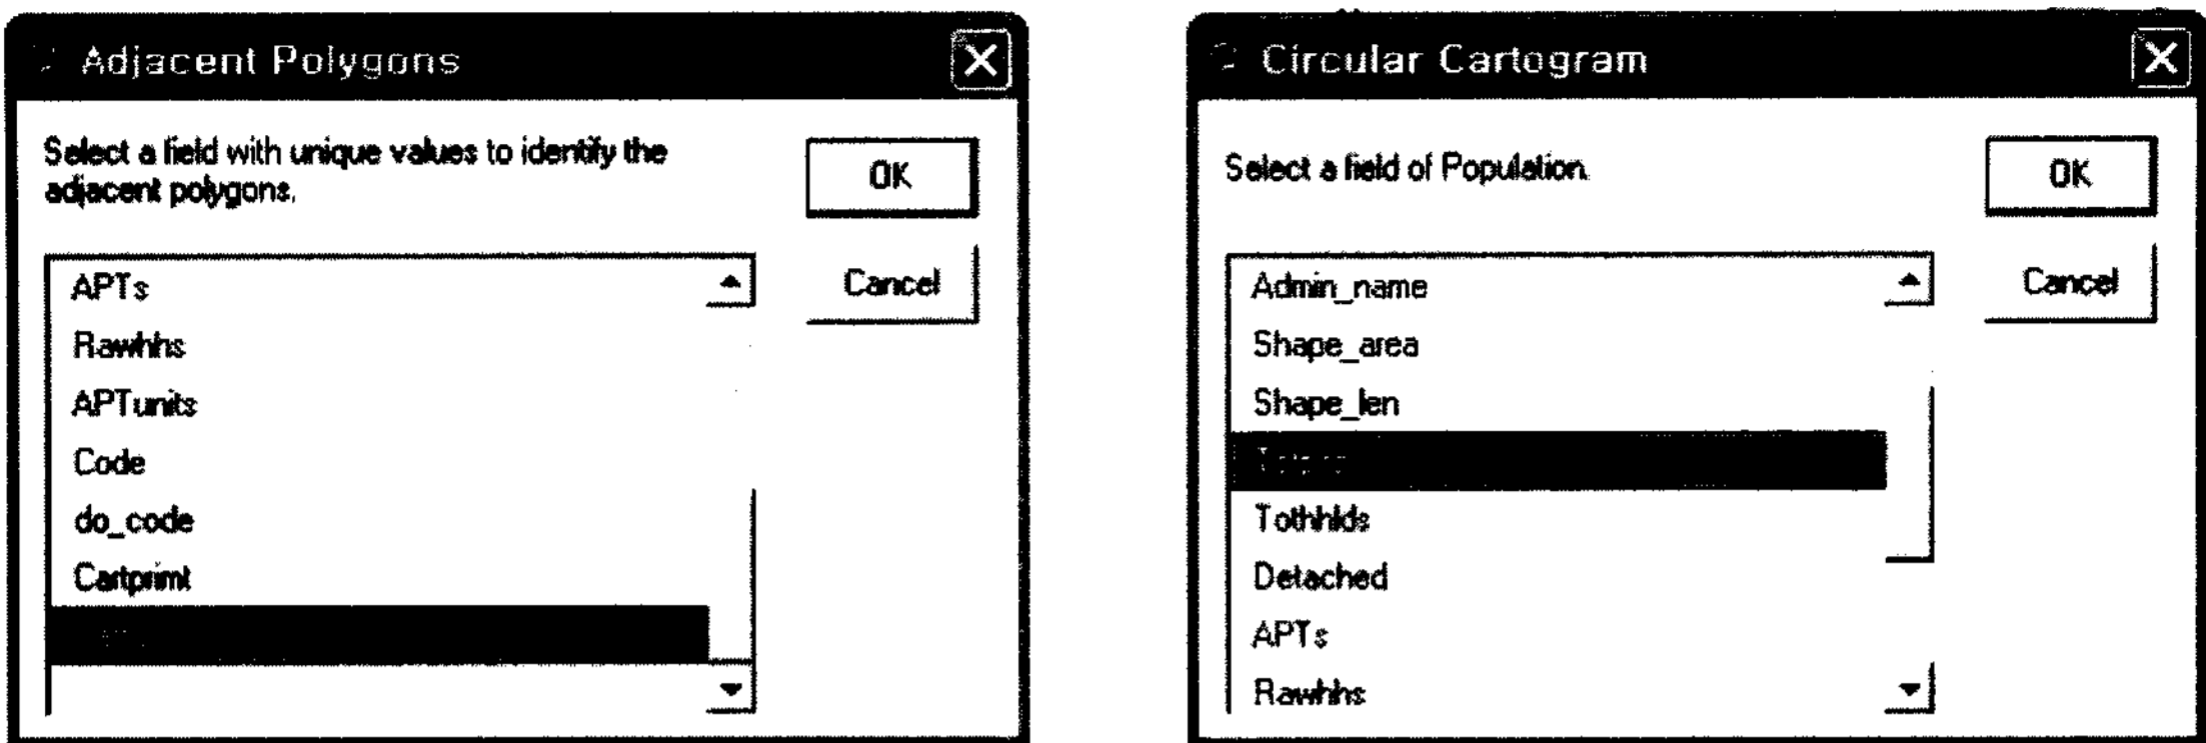 Adjacent Polygons
Select a field with unique values to identify the
adjacent polygons.
OK
Cancel
APTs
Rawhhs
APTunits
Code
do_code
Cartprimt
Circular Cartogram
Select a field of Population.
OK
Cancel
Admin_name
Shape_area
Shape_len
Tothhlds
Detached
APTs
Rawhhs